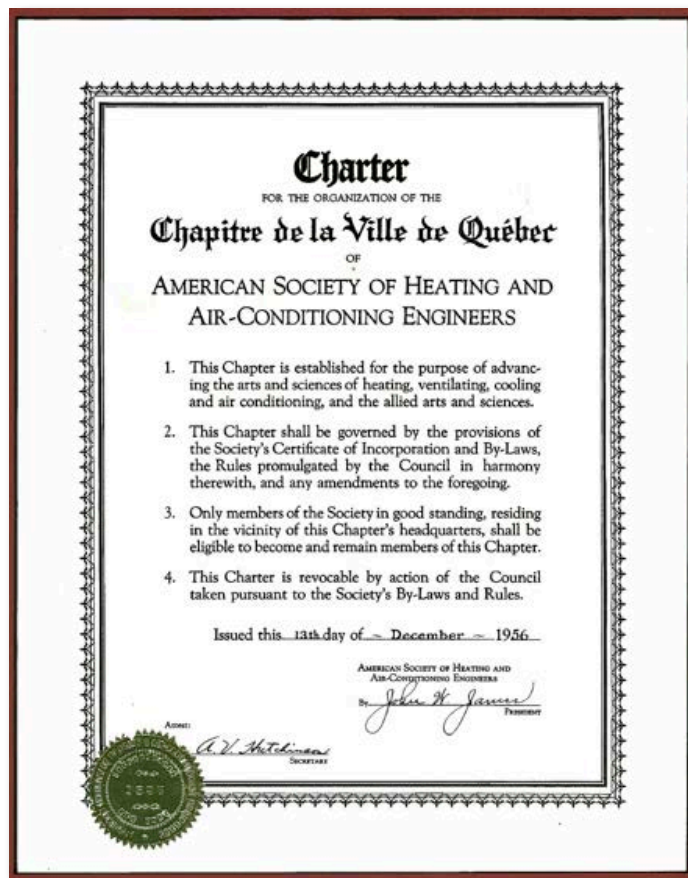 Charter
FOR THE ORGANIZATION OF THE
Chapitre de la Ville de Québec
OF
AMERICAN SOCIETY OF HEATING AND
AIR-CONDITIONING ENGINEERS
1. This Chapter is established for the purpose of advanc-
ing the arts and sciences of heating, ventilating, cooling
and air conditioning, and the allied arts and sciences.
2. This Chapter shall be governed by the provisions of
the Society's Certificate of Incorporation and By-Laws,
the Rules promulgated by the Council in harmony
therewith, and any amendments to the foregoing.
3. Only members of the Society in good standing, residing
in the vicinity of this Chapter's headquarters, shall be
eligible to become and remain members of this Chapter.
4. This Charter is revocable by action of the Council
taken pursuant to the Society's By-Laws and Rules.
Issued this 13th day of ~ December ~ 1956
AMERICAN SOCIETY OF HEATING AND
AIR-CONDITIONING ENGINEERS
By John W James
PRESIDENT
Attest:
A. V. Hutchinson
SECRETARY